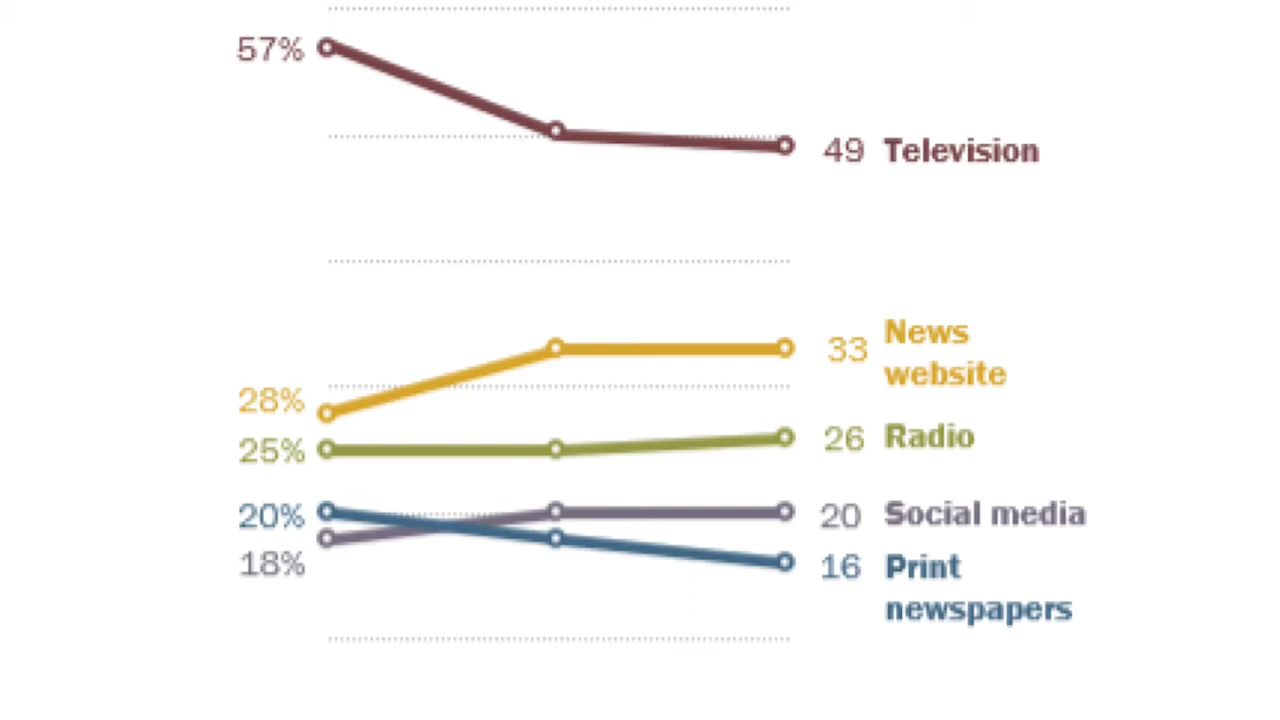 57%
49 Television
News
33
website
28%
25%
26 Radio
20%
20 Social media
18%
16 Print
newspapers